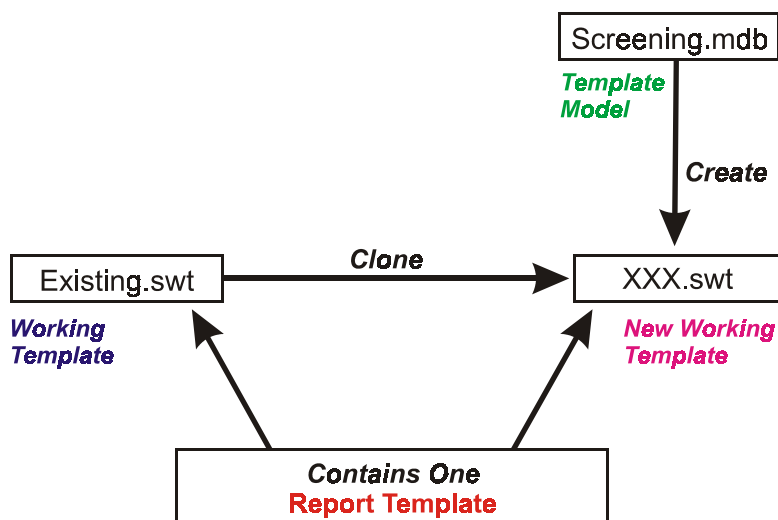 Screening.mdb
Template
Model
Create
Clone
Existing.swt
XXX.swt
Working
Template
New Working
Template
Contains One
Report Template